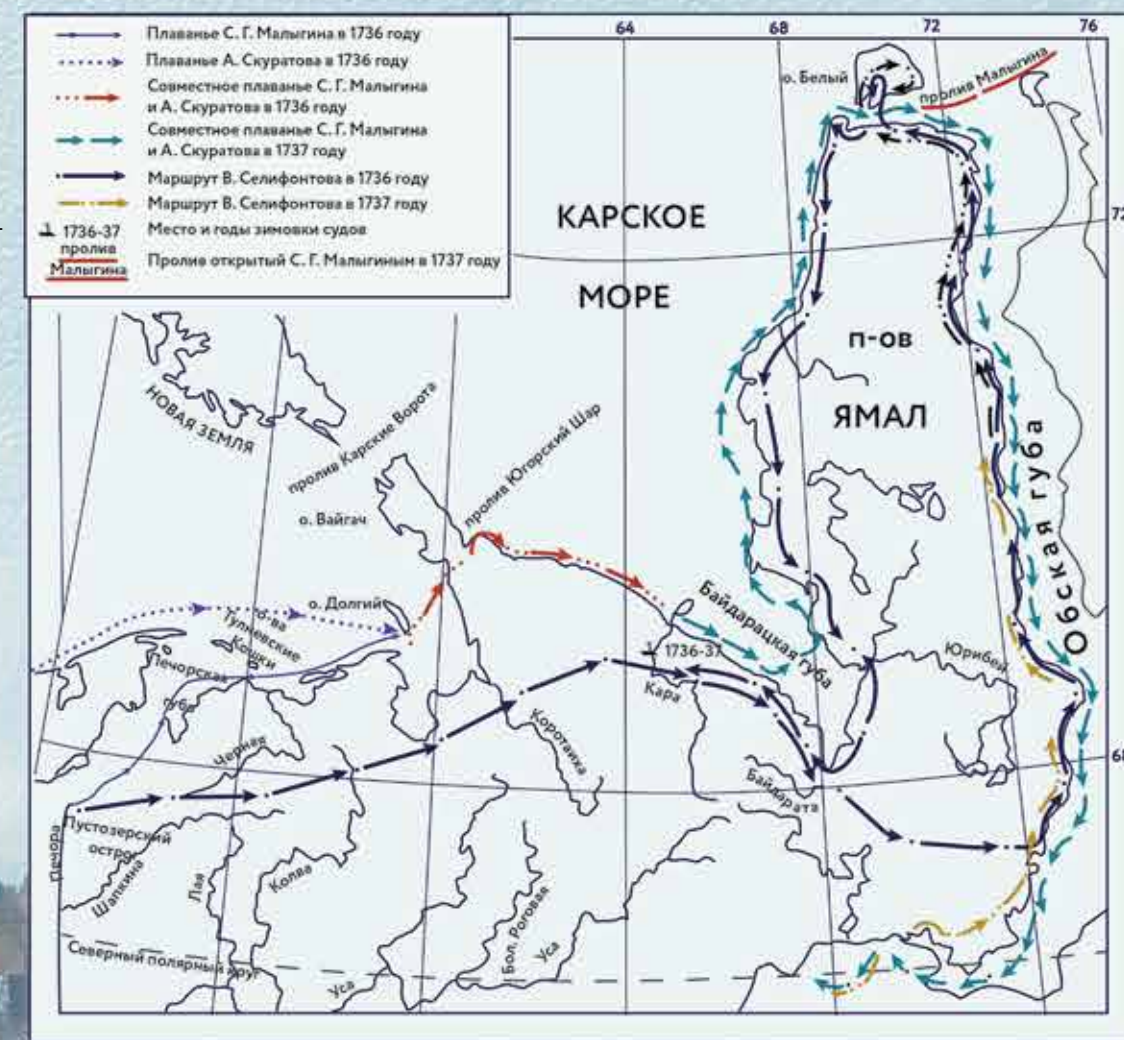 Плаванье С. Г. Малыгина в 1736 году
Плаванье А. Скуратова в 1736 году
Совместное плаванье С. Г. Малыгина
и А. Скуратова в 1736 году
Совместное плаванье С. Г. Малыгина
и А. Скуратова в 1737 году
Маршрут В. Селифонтова в 1736 году
Маршрут В. Селифонтова в 1737 году
1736-37
Место и годы зимовки судов
пролив
Малыгина
Пролив открытый С. Г. Малыгиным в 1737 году
64
68
72
76
о. Белый
пролив Малыгина
72
КАРСКОЕ
МОРЕ
п-ов
ЯМАЛ
НОВАЯ ЗЕМЛЯ
пролив Карские Ворота
пролив Югорский Шар
о. Вайгач
Обская губа
о. Долгий
о-ва
Гуляевские
Кошки
Печорская
губа
Байдарацкая губа
1736-37
Юрибей
Кара
Коротаиха
Черная
68
Байдарата
Пустозерский
острог
Печора
Шапкина
Лая
Колва
Бол. Роговая
Уса
Северный полярный круг
Уса